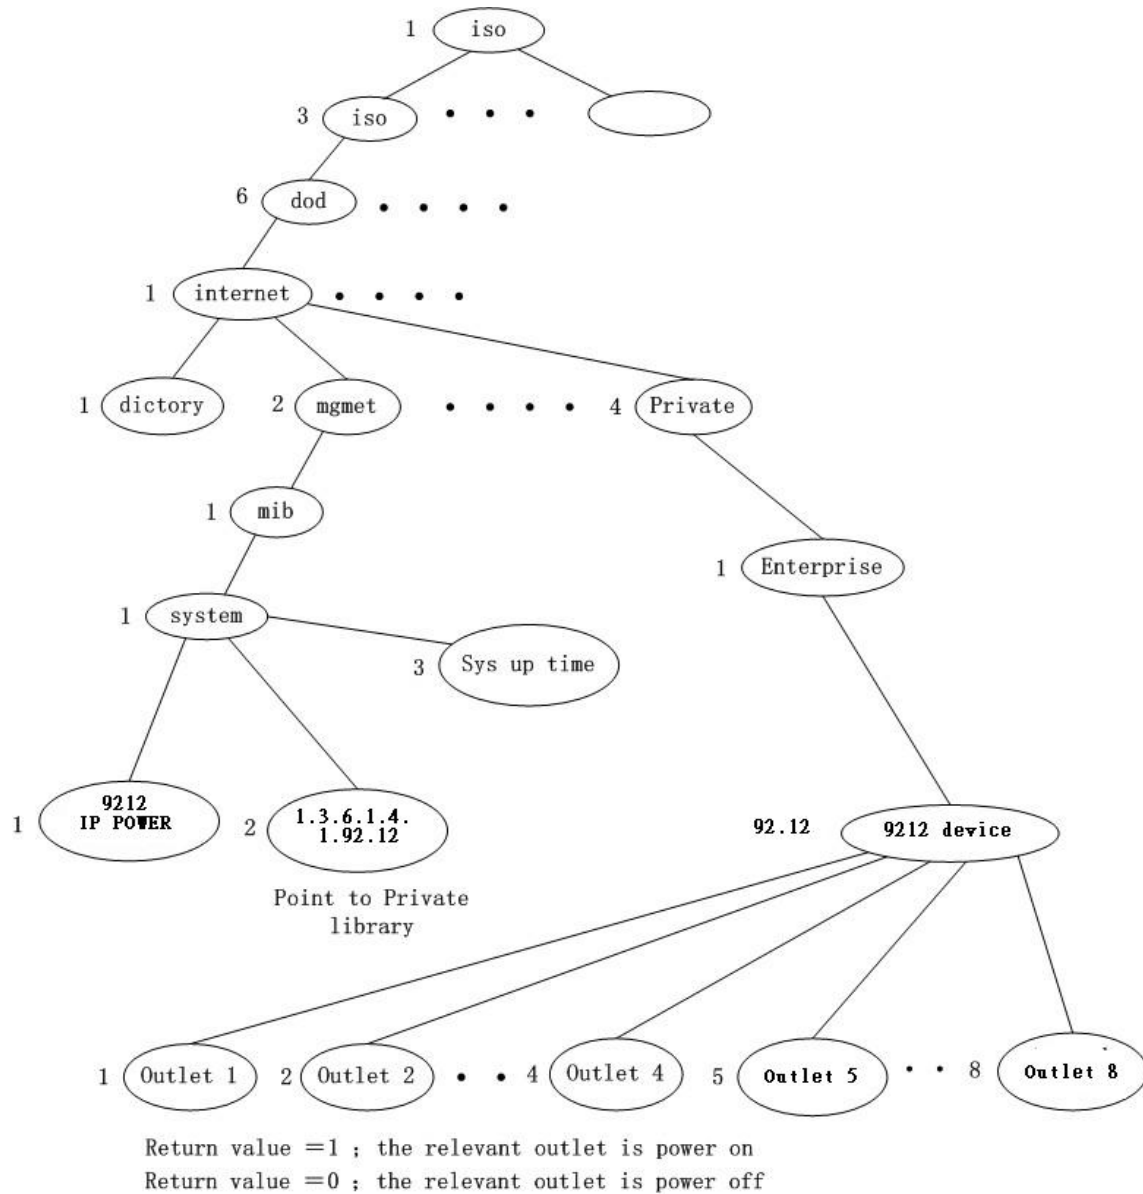 1 iso
3 iso
6 dod
1 internet
1 dictory 2 mgmet 4 Private
1 mib
1 Enterprise
1 system
3 Sys up time
1 9212
IP POWER
2 1.3.6.1.4.
1.92.12
92.12 9212 device
Point to Private
library
1 Outlet 1 2 Outlet 2 4 Outlet 4 5 Outlet 5 8 Outlet 8
Return value =1 ; the relevant outlet is power on
Return value =0 ; the relevant outlet is power off